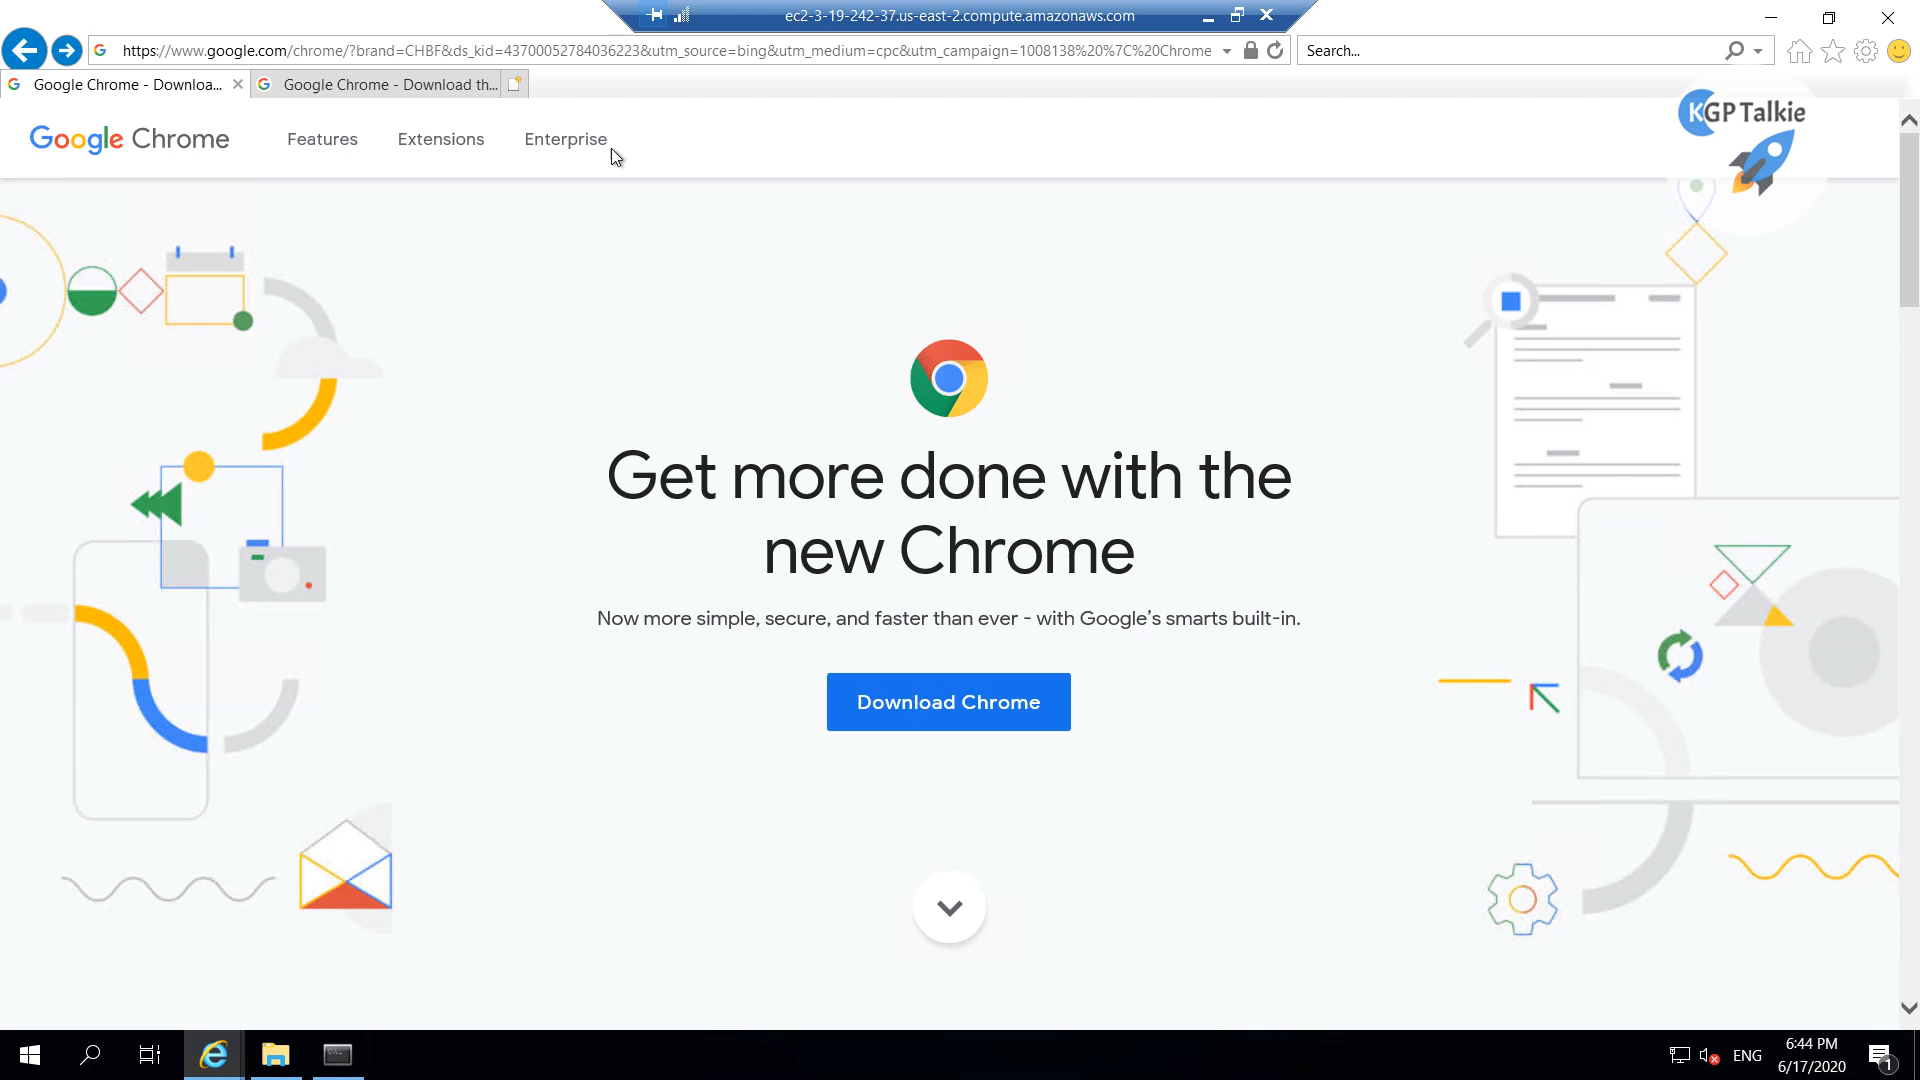 ec2-3-19-242-37.us-east-2.compute.amazonaws.com
https://www.google.com/chrome/?brand=CHBF&ds_kid=43700052784036223&utm_source=bing&utm_medium=cpc&utm_campaign=1008138%20%7C%20Chrome
Search...
Google Chrome - Downloa...
Google Chrome - Download th...
KGP Talkie
Google Chrome
Features
Extensions
Enterprise
Get more done with the
new Chrome
Now more simple, secure, and faster than ever - with Google’s smarts built-in.
Download Chrome
ENG
6:44 PM
6/17/2020
1